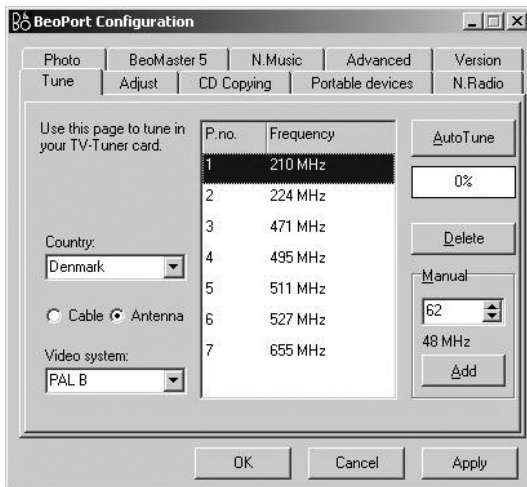 BeoPort Configuration
Photo BeoMaster 5 N.Music Advanced Version
Tune Adjust CD Copying Portable devices N.Radio
Use this page to tune in
your TV-Tuner card.
Country:
Denmark
Cable Antenna
Video system:
PAL B
P.no. Frequency
1 210 MHz
2 224 MHz
3 471 MHz
4 495 MHz
5 511 MHz
6 527 MHz
7 655 MHz
AutoTune
0%
Delete
Manual
62
48 MHz
Add
OK Cancel Apply